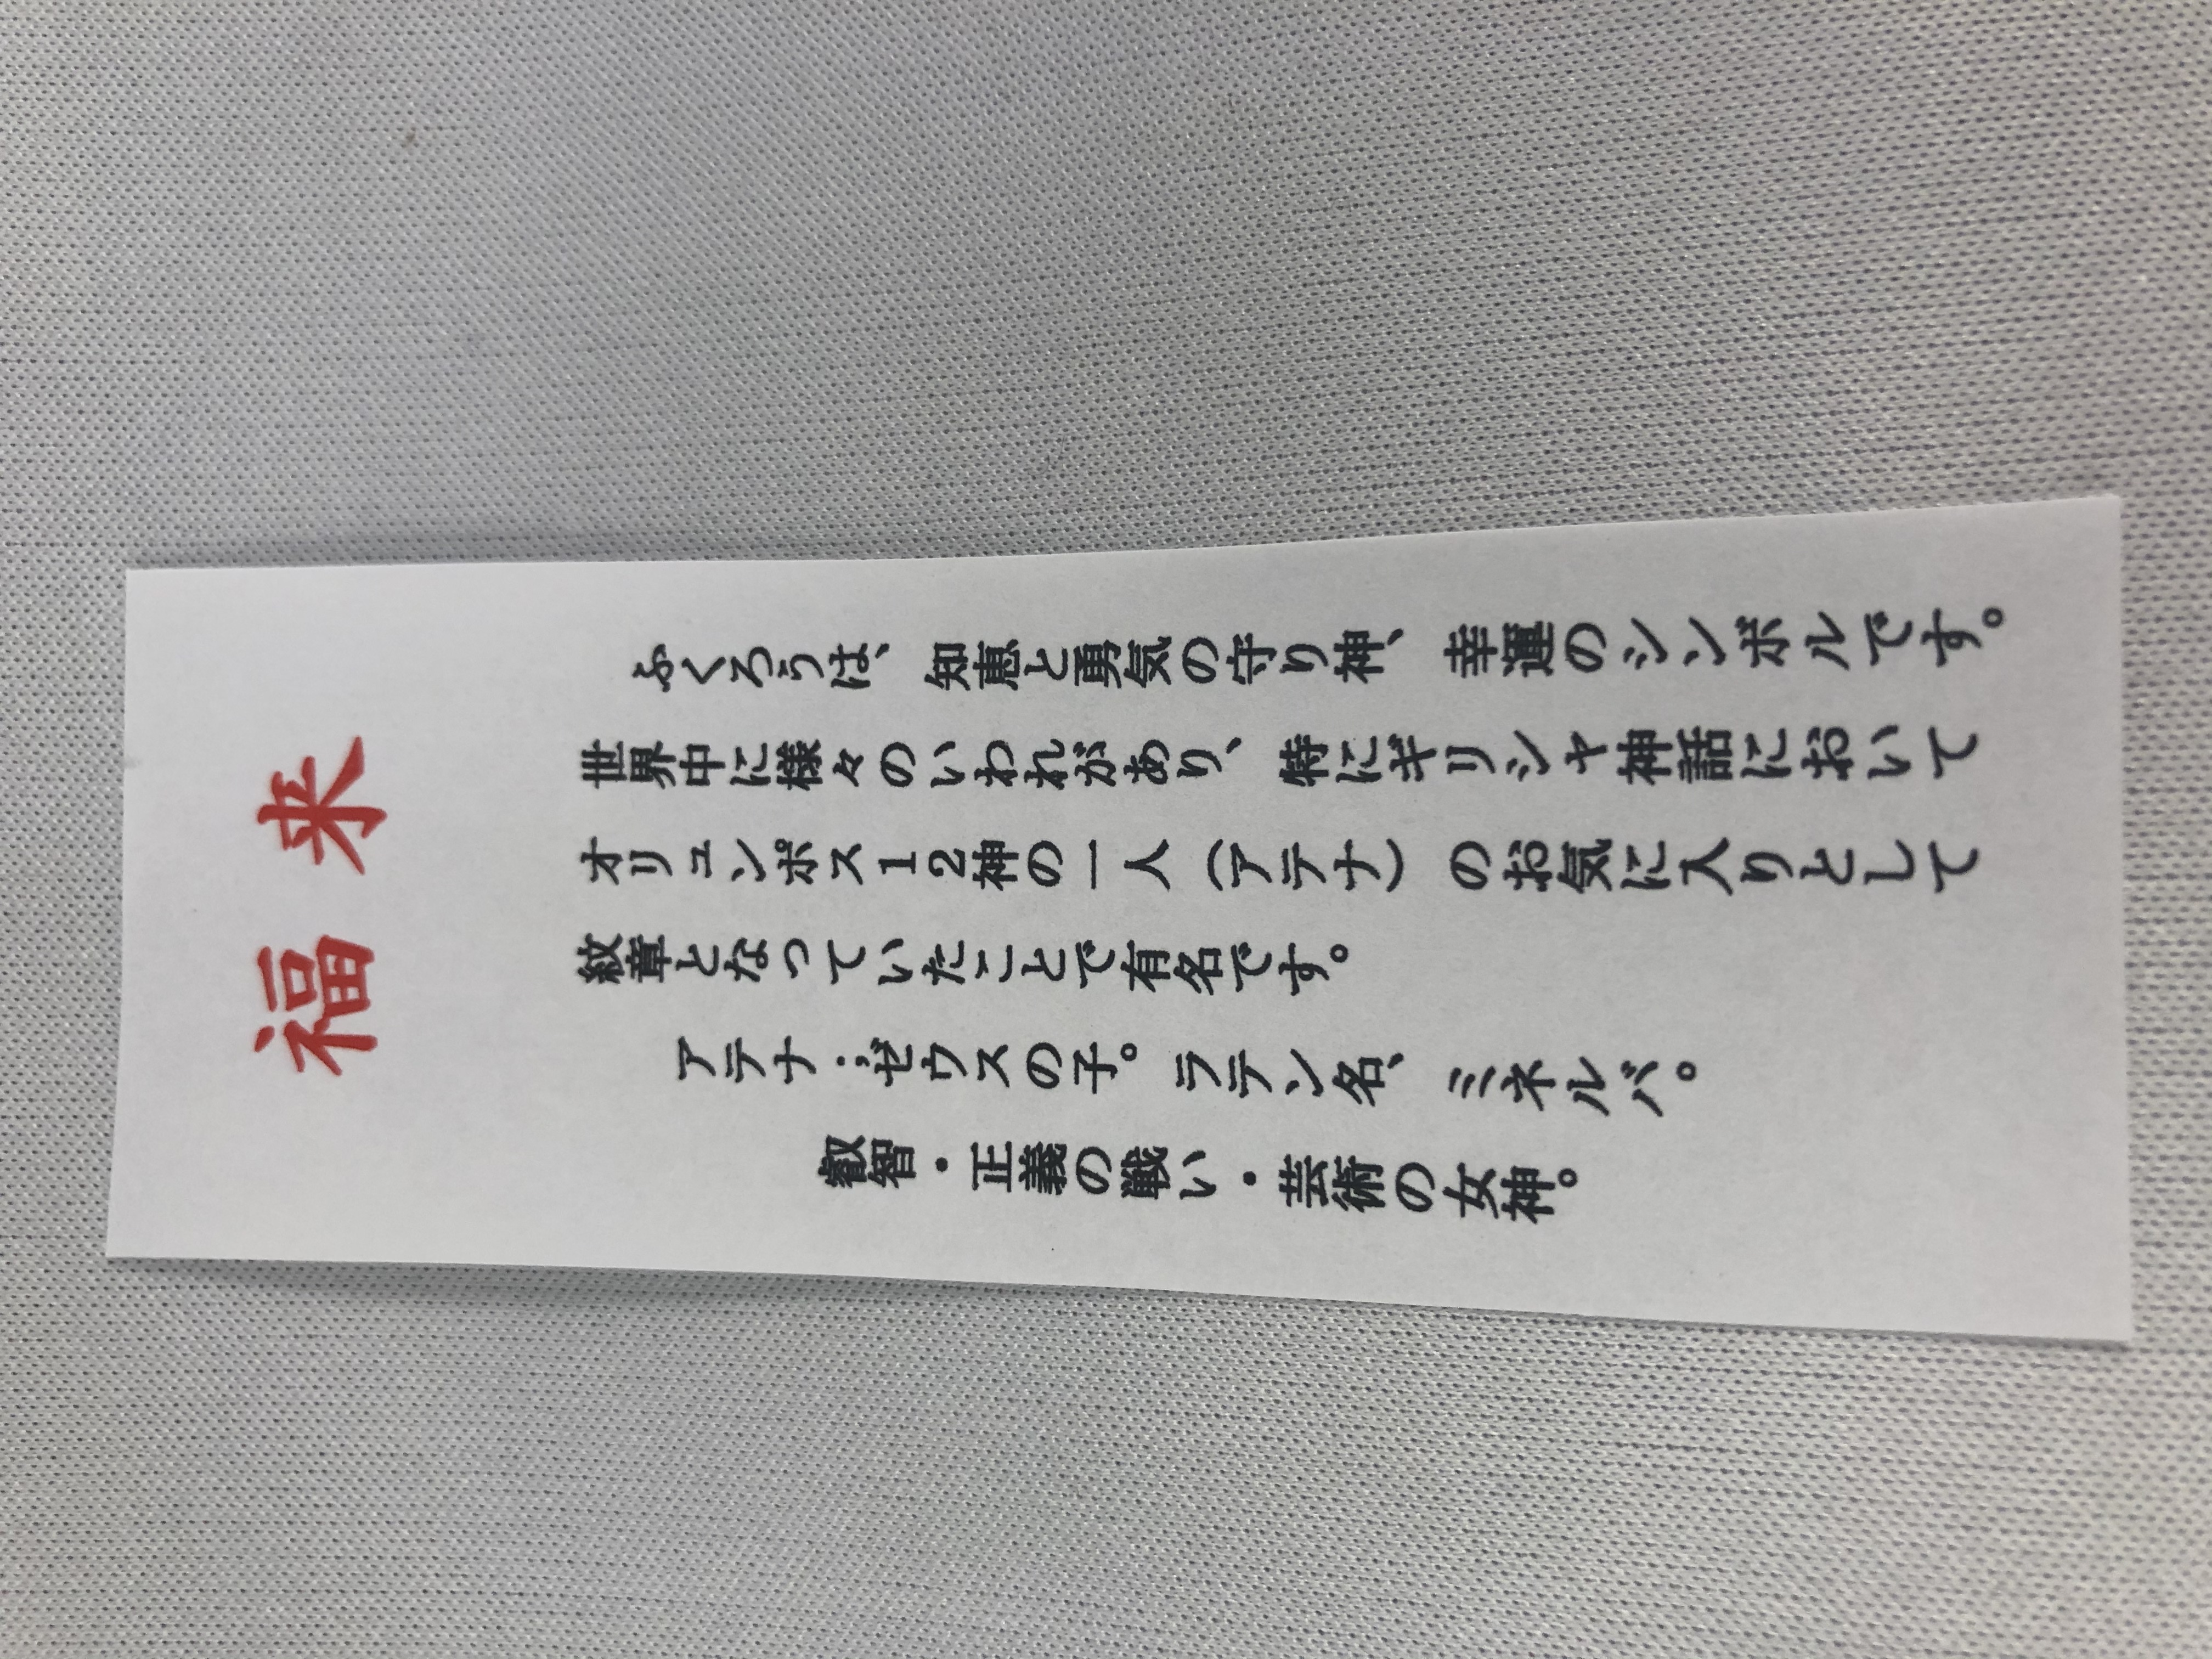 福来
ふくろうは、知恵と勇気の守り神、幸運のシンボルです。
世界中に様々のいわれがあり、特にギリシャ神話において
オリュンポス12神の一人（アテナ）のお気に入りとして
紋章となっていたことで有名です。
アテナ…ゼウスの子。ラテン名、ミネルバ。
叡智・正義の戦い・芸術の女神。